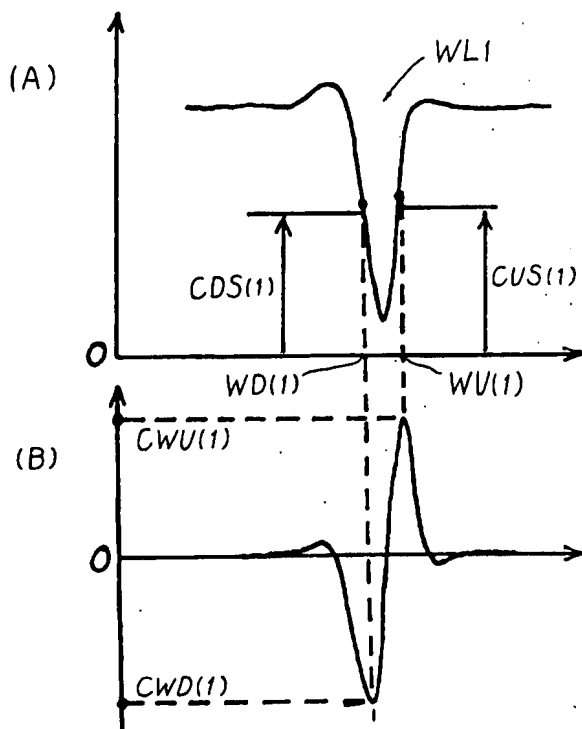 (A)
WL1
CDS(1)
CUS(1)
O
WD(1)
WU(1)
CWU(1)
(B)
O
CWD(1)